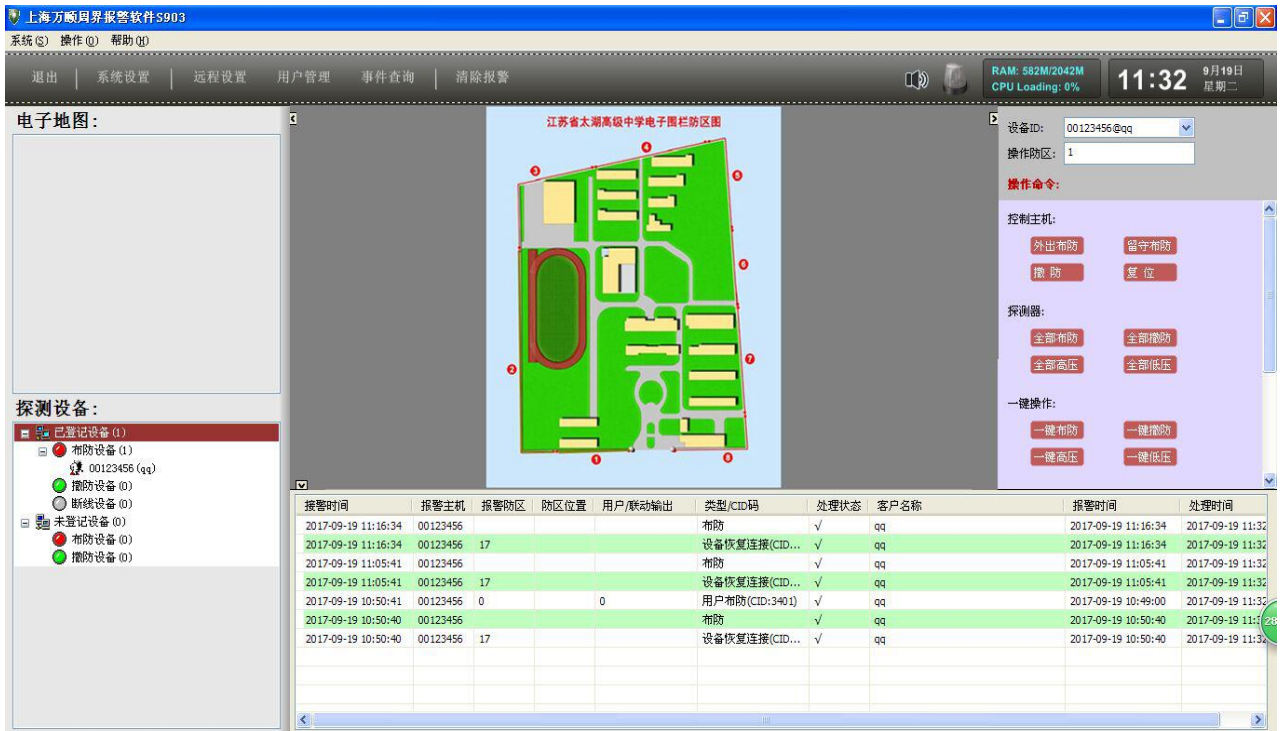 上海万顺周界报警软件S903
系统(S) 操作(O) 帮助(H)
退出 系统设置 远程设置 用户管理 事件查询 清除报警
RAM: 582M/2042M
CPU Loading: 0%
11:32
9月19日
星期二
电子地图:
江苏省太湖高级中学电子围栏防区图
4
3
5
6
7
2
1
8
设备ID: 00123456@qq
操作防区: 1
操作命令:
控制主机:
外出布防 留守布防
撤 防 复 位
探测器:
全部布防 全部撤防
全部高压 全部低压
一键操作:
一键布防 一键撤防
一键高压 一键低压
探测设备:
已登记设备(1)
布防设备(1)
00123456(qq)
撤防设备(0)
断线设备(0)
未登记设备(0)
布防设备(0)
撤防设备(0)
接警时间 报警主机 报警防区 防区位置 用户/联动输出 类型/CID码 处理状态 客户名称 报警时间 处理时间
2017-09-19 11:16:34 00123456 布防 √ qq 2017-09-19 11:16:34 2017-09-19 11:32
2017-09-19 11:16:34 00123456 17 设备恢复连接(CID... √ qq 2017-09-19 11:16:34 2017-09-19 11:32
2017-09-19 11:05:41 00123456 布防 √ qq 2017-09-19 11:05:41 2017-09-19 11:32
2017-09-19 11:05:41 00123456 17 设备恢复连接(CID... √ qq 2017-09-19 11:05:41 2017-09-19 11:32
2017-09-19 10:50:41 00123456 0 0 用户布防(CID:3401) √ qq 2017-09-19 10:49:00 2017-09-19 11:32
2017-09-19 10:50:40 00123456 布防 √ qq 2017-09-19 10:50:40 2017-09-19 11:3
2017-09-19 10:50:40 00123456 17 设备恢复连接(CID... √ qq 2017-09-19 10:50:40 2017-09-19 11:32
28